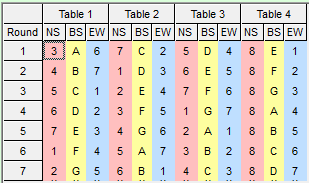 Table 1 Table 2 Table 3 Table 4
Round NS BS EW NS BS EW NS BS EW NS BS EW
1 3 A 6 7 C 2 5 D 4 8 E 1
2 4 B 7 1 D 3 6 E 5 8 F 2
3 5 C 1 2 E 4 7 F 6 8 G 3
4 6 D 2 3 F 5 1 G 7 8 A 4
5 7 E 3 4 G 6 2 A 1 8 B 5
6 1 F 4 5 A 7 3 B 2 8 C 6
7 2 G 5 6 B 1 4 C 3 8 D 7